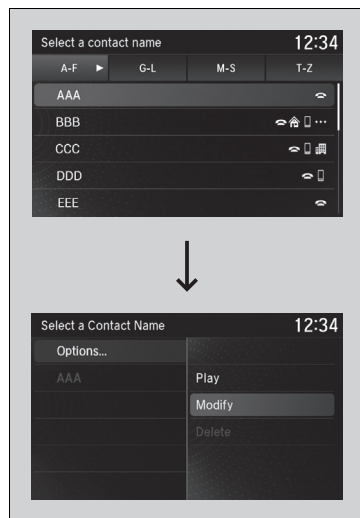 Select a contact name 12:34
A-F G-L M-S T-Z
AAA
BBB
CCC
DDD
EEE
Select a Contact Name 12:34
Options...
AAA Play
Modify
Delete